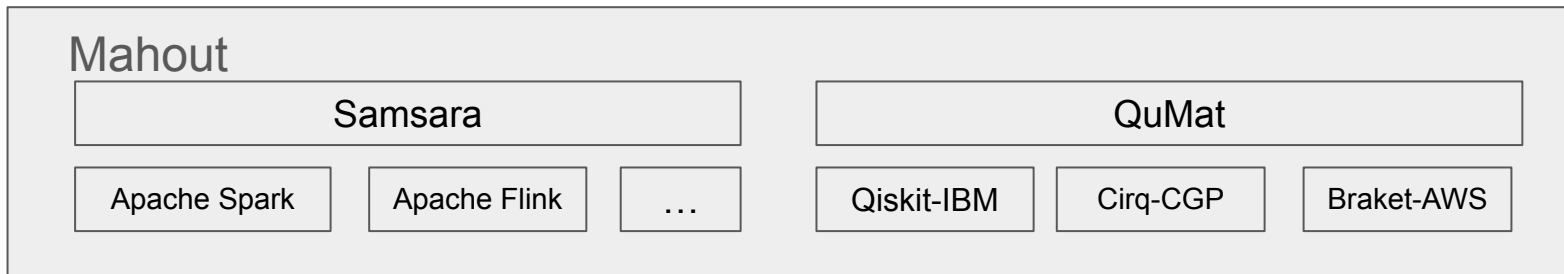 Mahout
Samsara
QuMat
Apache Spark
Apache Flink
…
Qiskit-IBM
Cirq-CGP
Braket-AWS